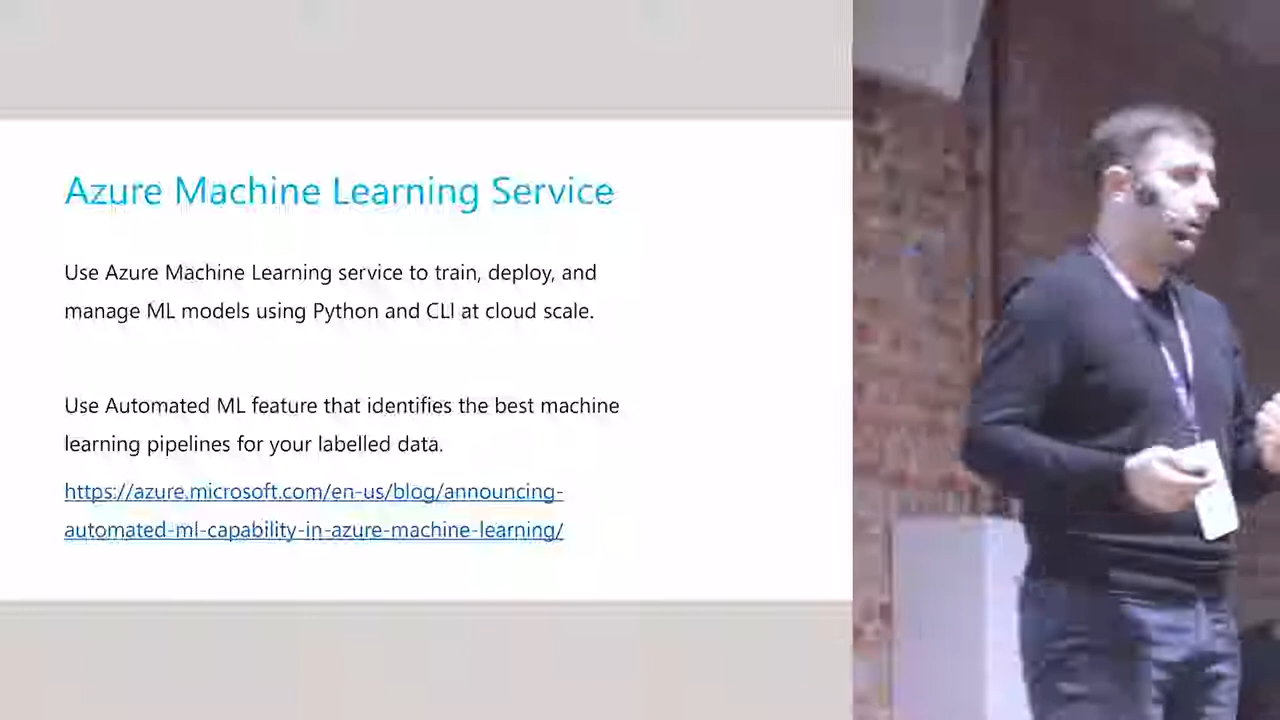 Azure Machine Learning Service
Use Azure Machine Learning service to train, deploy, and
manage ML models using Python and CLI at cloud scale.
Use Automated ML feature that identifies the best machine
learning pipelines for your labelled data.
https://azure.microsoft.com/en-us/blog/announcing-
automated-ml-capability-in-azure-machine-learning/